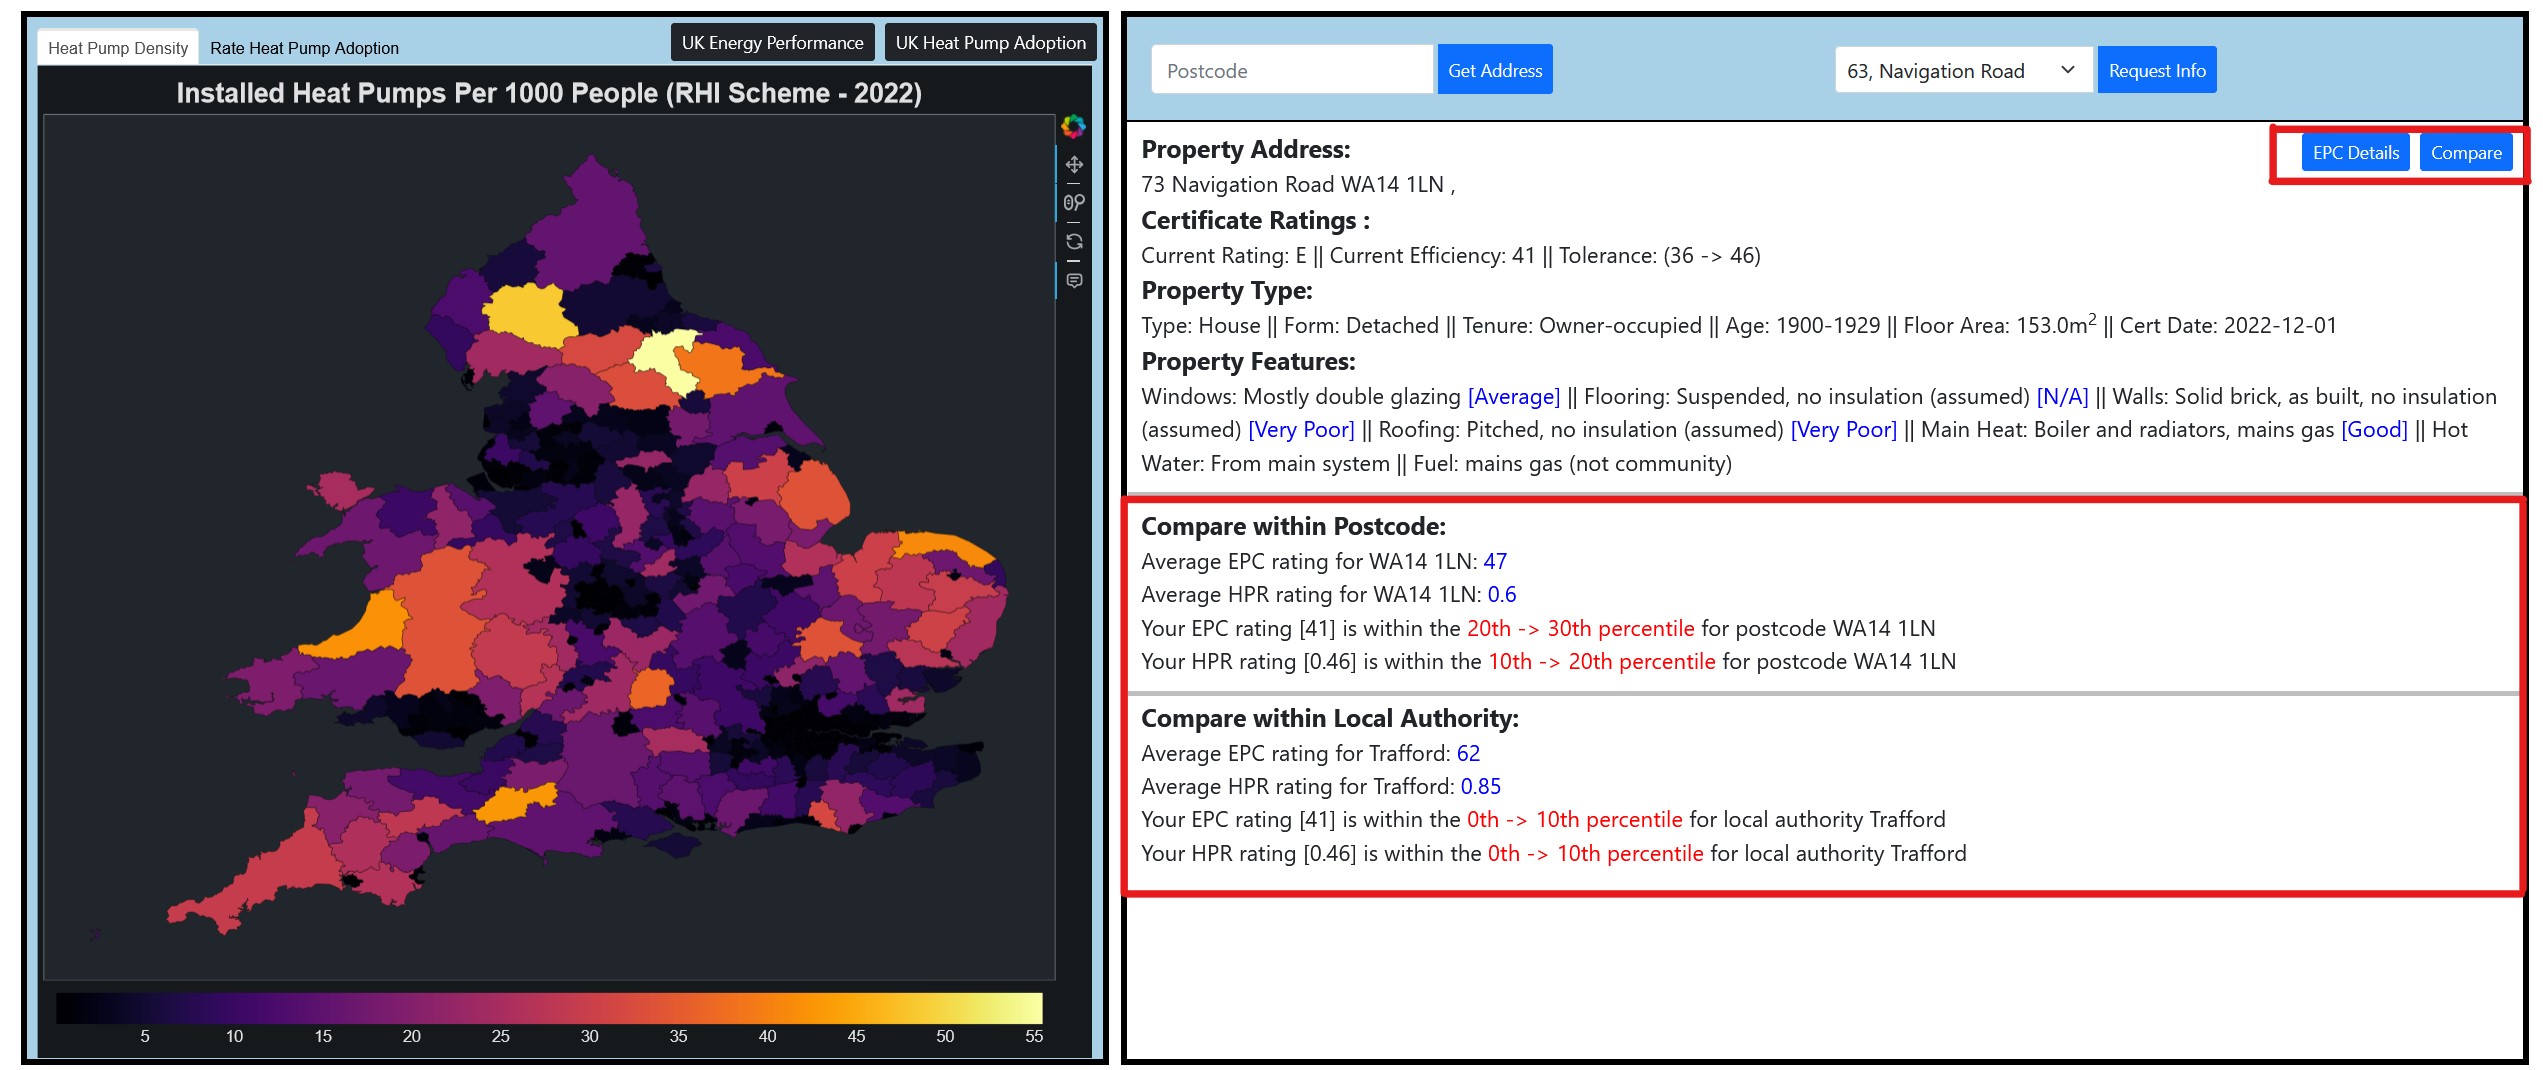 Heat Pump Density
Rate Heat Pump Adoption
UK Energy Performance
UK Heat Pump Adoption
Installed Heat Pumps Per 1000 People (RHI Scheme - 2022)
5 10 15 20 25 30 35 40 45 50 55
Postcode
Get Address
63, Navigation Road
Request Info
EPC Details
Compare
Property Address:
73 Navigation Road WA14 1LN ,
Certificate Ratings :
Current Rating: E || Current Efficiency: 41 || Tolerance: (36 -> 46)
Property Type:
Type: House || Form: Detached || Tenure: Owner-occupied || Age: 1900-1929 || Floor Area: 153.0m² || Cert Date: 2022-12-01
Property Features:
Windows: Mostly double glazing [Average] || Flooring: Suspended, no insulation (assumed) [N/A] || Walls: Solid brick, as built, no insulation
(assumed) [Very Poor] || Roofing: Pitched, no insulation (assumed) [Very Poor] || Main Heat: Boiler and radiators, mains gas [Good] || Hot
Water: From main system || Fuel: mains gas (not community)
Compare within Postcode:
Average EPC rating for WA14 1LN: 47
Average HPR rating for WA14 1LN: 0.6
Your EPC rating [41] is within the 20th -> 30th percentile for postcode WA14 1LN
Your HPR rating [0.46] is within the 10th -> 20th percentile for postcode WA14 1LN
Compare within Local Authority:
Average EPC rating for Trafford: 62
Average HPR rating for Trafford: 0.85
Your EPC rating [41] is within the 0th -> 10th percentile for local authority Trafford
Your HPR rating [0.46] is within the 0th -> 10th percentile for local authority Trafford